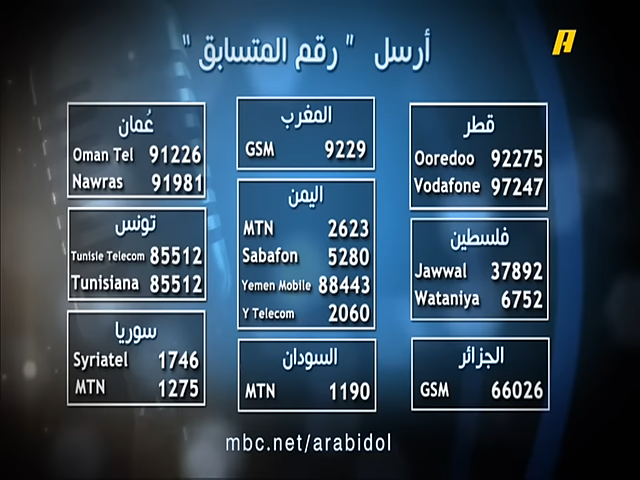 أرسل " رقم المتسابق "
قطر
Ooredoo 92275
Vodafone 97247
فلسطين
Jawwal 37892
Wataniya 6752
الجزائر
GSM 66026
المغرب
GSM 9229
اليمن
MTN 2623
Sabafon 5280
Yemen Mobile 88443
Y Telecom 2060
السودان
MTN 1190
عُمان
Oman Tel 91226
Nawras 91981
تونس
Tunisie Telecom 85512
Tunisiana 85512
سوريا
Syriatel 1746
MTN 1275
mbc.net/arabidol